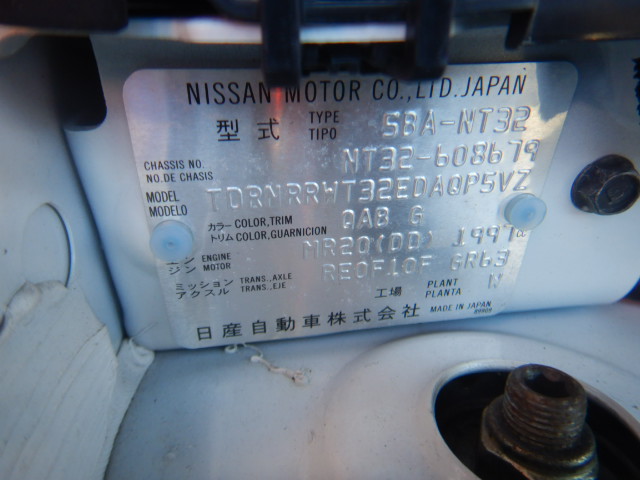 NISSAN MOTOR CO.,LTD.JAPAN
型式 TYPE TIPO 5BA-NT32
CHASSIS NO. NO.DE CHASIS NT32-608679
MODEL MODELO TDRNRRWT32EDAQP5VZ
カラー COLOR,TRIM トリム COLOR,GUARNICION QAB G
エンジン ENGINE MOTOR MR20(DD) 1997cc
ミッション アクスル TRANS.,AXLE TRANS.,EJE RE0F10F GR63
工場 PLANT PLANTA W
日産自動車株式会社 MADE IN JAPAN